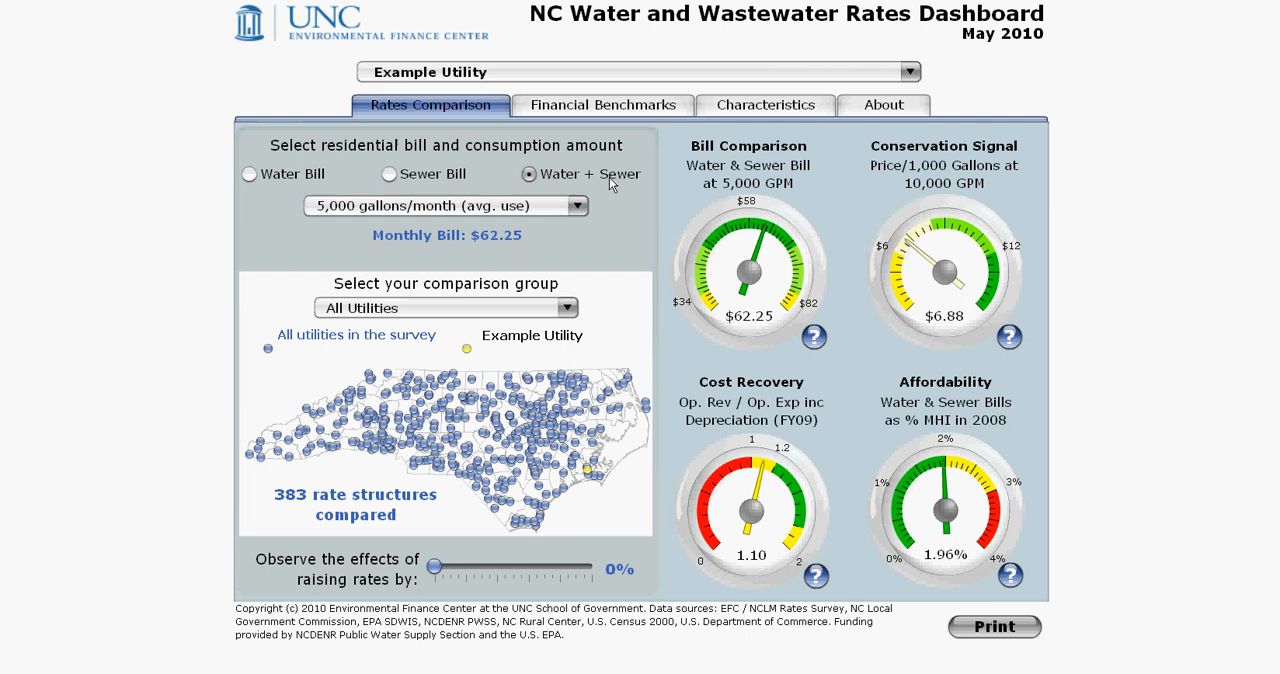 UNC
ENVIRONMENTAL FINANCE CENTER
NC Water and Wastewater Rates Dashboard
May 2010
Example Utility
Rates Comparison
Financial Benchmarks
Characteristics
About
Select residential bill and consumption amount
Water Bill
Sewer Bill
Water + Sewer
5,000 gallons/month (avg. use)
Monthly Bill: $62.25
Select your comparison group
All Utilities
All utilities in the survey
Example Utility
383 rate structures
compared
Observe the effects of
raising rates by:
0%
Bill Comparison
Water & Sewer Bill
at 5,000 GPM
$58
$34
$82
$62.25
?
Conservation Signal
Price/1,000 Gallons at
10,000 GPM
$6
$12
$6.88
?
Cost Recovery
Op. Rev / Op. Exp inc
Depreciation (FY09)
1
1.2
0
2
1.10
?
Affordability
Water & Sewer Bills
as % MHI in 2008
2%
1%
3%
0%
4%
1.96%
?
Copyright (c) 2010 Environmental Finance Center at the UNC School of Government. Data sources: EFC / NCLM Rates Survey, NC Local
Government Commission, EPA SDWIS, NCDENR PWSS, NC Rural Center, U.S. Census 2000, U.S. Department of Commerce. Funding
provided by NCDENR Public Water Supply Section and the U.S. EPA.
Print